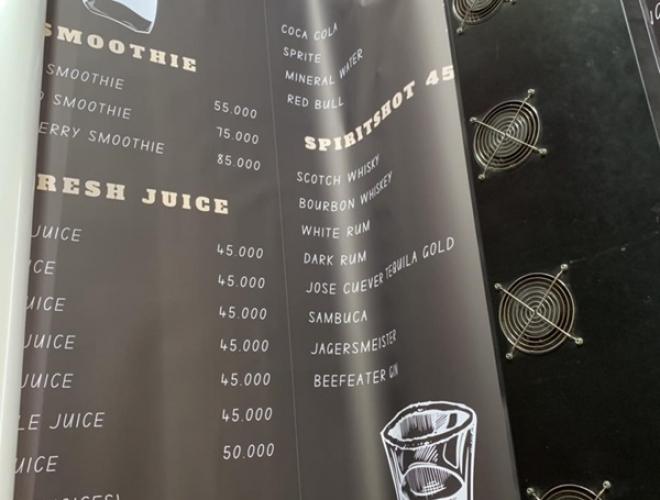 SMOOTHIE
SMOOTHIE 55.000
SMOOTHIE 75.000
ERRY SMOOTHIE 85.000
RESH JUICE
JUICE 45.000
ICE 45.000
UICE 45.000
JUICE 45.000
JUICE 45.000
LE JUICE 45.000
UICE 50.000
COCA COLA
SPRITE
MINERAL WATER
RED BULL
SPIRITSHOT 45
SCOTCH WHISKY
BOURBON WHISKEY
WHITE RUM
DARK RUM
JOSE CUEVER TEQUILA GOLD
SAMBUCA
JAGERSMEISTER
BEEFEATER GIN